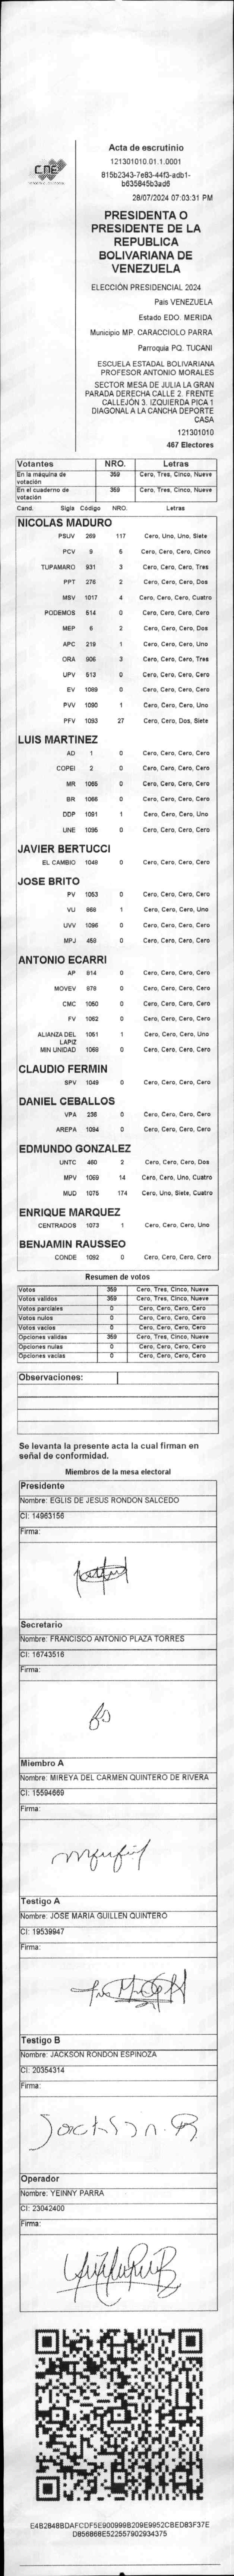 CNE
Acta de escrutinio
121301010.01.1.0001
815b2343-7e83-44f3-adb1-
b635845b3ad6
28/07/2024 07:03:31 PM
PRESIDENTA O
PRESIDENTE DE LA
REPUBLICA
BOLIVARIANA DE
VENEZUELA
ELECCIÓN PRESIDENCIAL 2024
Pais VENEZUELA
Estado EDO. MERIDA
Municipio MP. CARACCIOLO PARRA
Parroquia PQ. TUCANI
ESCUELA ESTADAL BOLIVARIANA
PROFESOR ANTONIO MORALES
SECTOR MESA DE JULIA LA GRAN
PARADA DERECHA CALLE 2. FRENTE
CALLEJÓN 3. IZQUIERDA PICA 1
DIAGONAL A LA CANCHA DEPORTE
CASA
121301010
467 Electores
Votantes NRO. Letras
En la máquina de votación 359 Cero, Tres, Cinco, Nueve
En el cuaderno de votación 359 Cero, Tres, Cinco, Nueve
Cand. Sigla Código NRO. Letras
NICOLAS MADURO
PSUV 269 117 Cero, Uno, Uno, Siete
PCV 9 5 Cero, Cero, Cero, Cinco
TUPAMARO 931 3 Cero, Cero, Cero, Tres
PPT 276 2 Cero, Cero, Cero, Dos
MSV 1017 4 Cero, Cero, Cero, Cuatro
PODEMOS 514 0 Cero, Cero, Cero, Cero
MEP 6 2 Cero, Cero, Cero, Dos
APC 219 1 Cero, Cero, Cero, Uno
ORA 906 3 Cero, Cero, Cero, Tres
UPV 513 0 Cero, Cero, Cero, Cero
EV 1089 0 Cero, Cero, Cero, Cero
PVV 1090 1 Cero, Cero, Cero, Uno
PFV 1093 27 Cero, Cero, Dos, Siete
LUIS MARTINEZ
AD 1 0 Cero, Cero, Cero, Cero
COPEI 2 0 Cero, Cero, Cero, Cero
MR 1065 0 Cero, Cero, Cero, Cero
BR 1066 0 Cero, Cero, Cero, Cero
DDP 1091 1 Cero, Cero, Cero, Uno
UNE 1095 0 Cero, Cero, Cero, Cero
JAVIER BERTUCCI
EL CAMBIO 1048 0 Cero, Cero, Cero, Cero
JOSE BRITO
PV 1053 0 Cero, Cero, Cero, Cero
VU 968 1 Cero, Cero, Cero, Uno
UVV 1096 0 Cero, Cero, Cero, Cero
MPJ 459 0 Cero, Cero, Cero, Cero
ANTONIO ECARRI
AP 914 0 Cero, Cero, Cero, Cero
MOVEV 979 0 Cero, Cero, Cero, Cero
CMC 1050 0 Cero, Cero, Cero, Cero
FV 1062 0 Cero, Cero, Cero, Cero
ALIANZA DEL LAPIZ 1051 1 Cero, Cero, Cero, Uno
MIN UNIDAD 1068 0 Cero, Cero, Cero, Cero
CLAUDIO FERMIN
SPV 1049 0 Cero, Cero, Cero, Cero
DANIEL CEBALLOS
VPA 236 0 Cero, Cero, Cero, Cero
AREPA 1094 0 Cero, Cero, Cero, Cero
EDMUNDO GONZALEZ
UNTC 460 2 Cero, Cero, Cero, Dos
MPV 1069 14 Cero, Cero, Uno, Cuatro
MUD 1075 174 Cero, Uno, Siete, Cuatro
ENRIQUE MARQUEZ
CENTRADOS 1073 1 Cero, Cero, Cero, Uno
BENJAMIN RAUSSEO
CONDE 1092 0 Cero, Cero, Cero, Cero
Resumen de votos
Votos 359 Cero, Tres, Cinco, Nueve
Votos validos 359 Cero, Tres, Cinco, Nueve
Votos parciales 0 Cero, Cero, Cero, Cero
Votos nulos 0 Cero, Cero, Cero, Cero
Votos vacios 0 Cero, Cero, Cero, Cero
Opciones validas 359 Cero, Tres, Cinco, Nueve
Opciones nulas 0 Cero, Cero, Cero, Cero
Opciones vacias 0 Cero, Cero, Cero, Cero
Observaciones:
Se levanta la presente acta la cual firman en
señal de conformidad.
Miembros de la mesa electoral
Presidente
Nombre: EGLIS DE JESUS RONDON SALCEDO
CI: 14963156
Firma:
Secretario
Nombre: FRANCISCO ANTONIO PLAZA TORRES
CI: 16743516
Firma:
Miembro A
Nombre: MIREYA DEL CARMEN QUINTERO DE RIVERA
CI: 15594669
Firma:
Testigo A
Nombre: JOSE MARIA GUILLEN QUINTERO
CI: 19539947
Firma:
Testigo B
Nombre: JACKSON RONDON ESPINOZA
CI: 20354314
Firma:
Jackson. R
Operador
Nombre: YEINNY PARRA
CI: 23042400
Firma:
E4B2848BDAFCDF5E900999B209E9952CBED83F37E
D856868E522557902934375